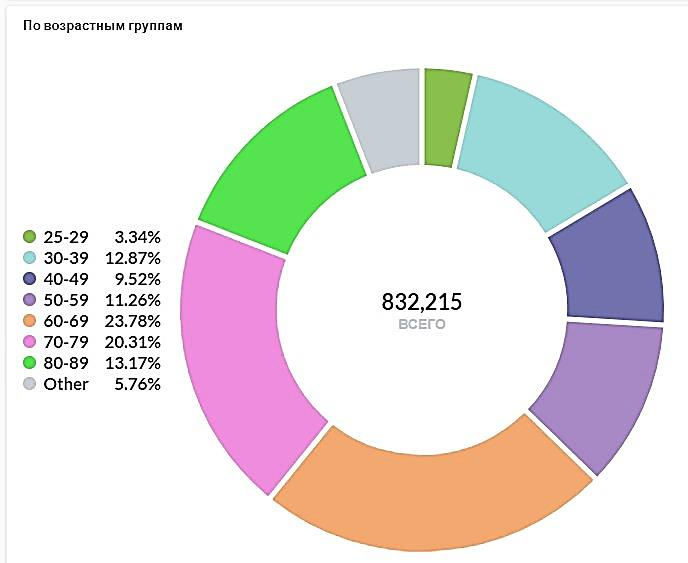 По возрастным группам
25-29 3.34%
30-39 12.87%
40-49 9.52%
50-59 11.26%
60-69 23.78%
70-79 20.31%
80-89 13.17%
Other 5.76%
832,215
ВСЕГО